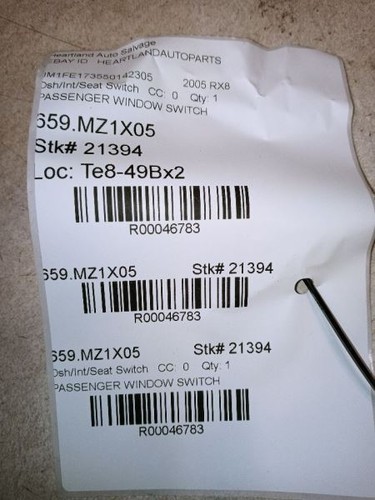 Heartland Auto Salvage
EBAY ID : HEARTLANDAUTOPARTS
JM1FE173550142305 2005 RX8
Dsh/Int/Seat Switch CC: 0 Qty: 1
PASSENGER WINDOW SWITCH
659.MZ1X05
Stk# 21394
Loc: Te8-49Bx2
R00046783
659.MZ1X05 Stk# 21394
R00046783
659.MZ1X05 Stk# 21394
Dsh/Int/Seat Switch CC: 0 Qty: 1
PASSENGER WINDOW SWITCH
R00046783